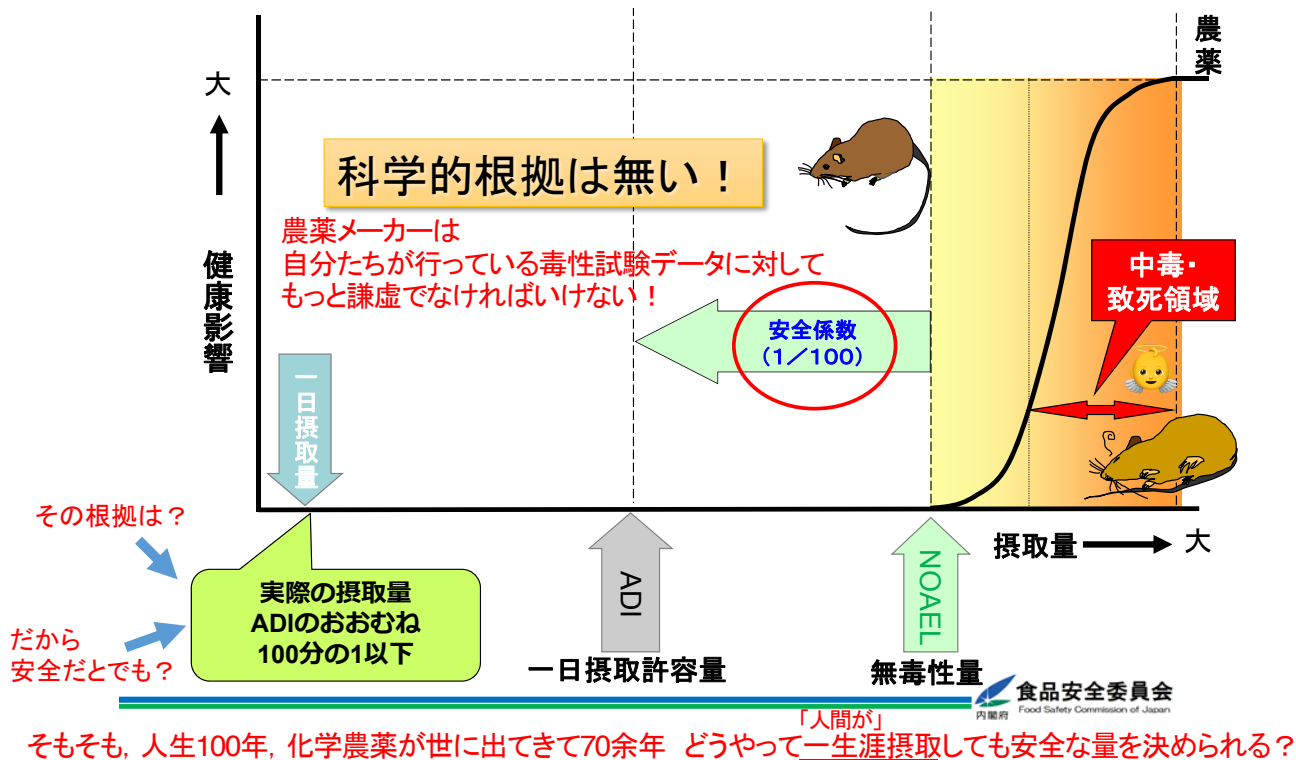 農薬
大
科学的根拠は無い！
農薬メーカーは
自分たちが行っている毒性試験データに対して
もっと謙虚でなければいけない！
健康影響
中毒・
致死領域
安全係数
（1／100）
一日摂取量
その根拠は？
摂取量
大
実際の摂取量
ADIのおおむね
100分の1以下
ADI
NOAEL
だから
安全だとでも？
一日摂取許容量
無毒性量
内閣府
食品安全委員会
Food Safety Commission of Japan
「人間が」
そもそも，人生100年，化学農薬が世に出てきて70余年 どうやって一生涯摂取しても安全な量を決められる？